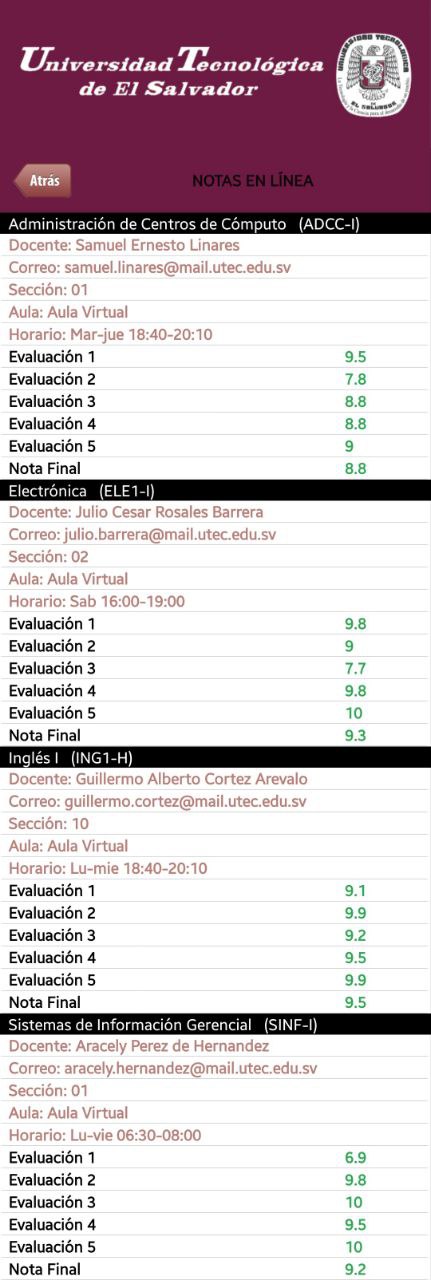 Universidad Tecnológica
de El Salvador
UNIVERSIDAD TECNOLOGICA
DE EL SALVADOR
Atrás
NOTAS EN LÍNEA
Administración de Centros de Cómputo (ADCC-I)
Docente: Samuel Ernesto Linares
Correo: samuel.linares@mail.utec.edu.sv
Sección: 01
Aula: Aula Virtual
Horario: Mar-jue 18:40-20:10
Evaluación 1 9.5
Evaluación 2 7.8
Evaluación 3 8.8
Evaluación 4 8.8
Evaluación 5 9
Nota Final 8.8
Electrónica (ELE1-I)
Docente: Julio Cesar Rosales Barrera
Correo: julio.barrera@mail.utec.edu.sv
Sección: 02
Aula: Aula Virtual
Horario: Sab 16:00-19:00
Evaluación 1 9.8
Evaluación 2 9
Evaluación 3 7.7
Evaluación 4 9.8
Evaluación 5 10
Nota Final 9.3
Inglés I (ING1-H)
Docente: Guillermo Alberto Cortez Arevalo
Correo: guillermo.cortez@mail.utec.edu.sv
Sección: 10
Aula: Aula Virtual
Horario: Lu-mie 18:40-20:10
Evaluación 1 9.1
Evaluación 2 9.9
Evaluación 3 9.2
Evaluación 4 9.5
Evaluación 5 9.9
Nota Final 9.5
Sistemas de Información Gerencial (SINF-I)
Docente: Aracely Perez de Hernandez
Correo: aracely.hernandez@mail.utec.edu.sv
Sección: 01
Aula: Aula Virtual
Horario: Lu-vie 06:30-08:00
Evaluación 1 6.9
Evaluación 2 9.8
Evaluación 3 10
Evaluación 4 9.5
Evaluación 5 10
Nota Final 9.2